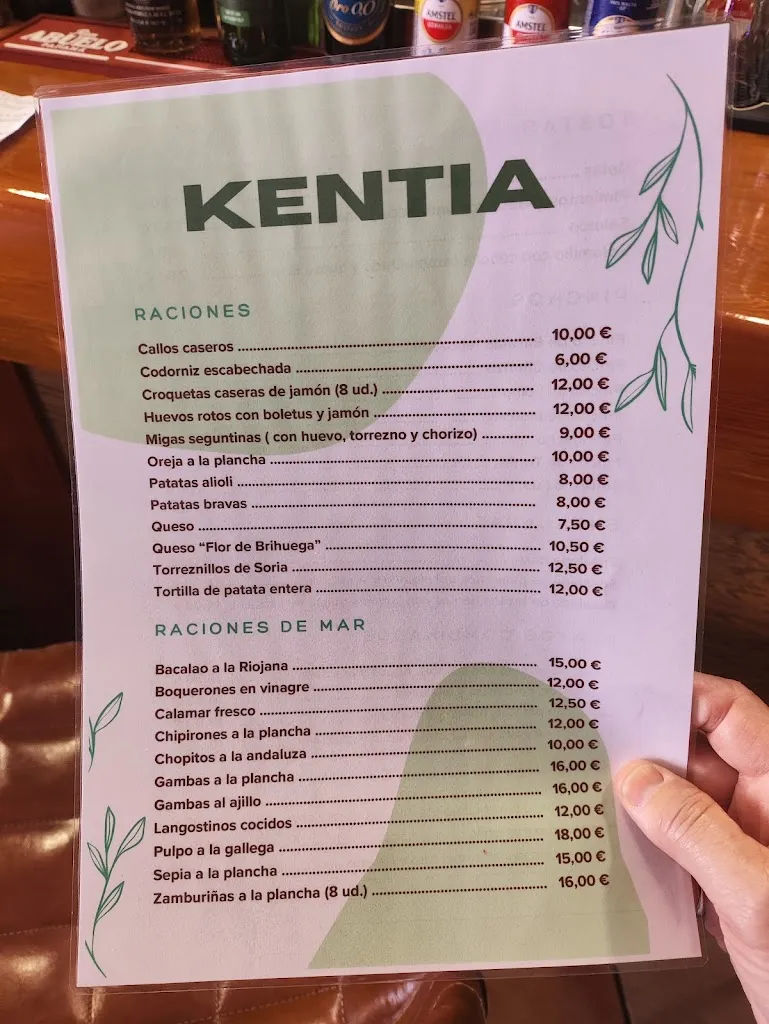 ABUELO
Oro 0,0
AMSTEL
AMSTEL
KENTIA
RACIONES
Callos caseros 10,00 €
Codorniz escabechada 6,00 €
Croquetas caseras de jamón (8 ud.) 12,00 €
Huevos rotos con boletus y jamón 12,00 €
Migas seguntinas ( con huevo, torrezno y chorizo) 9,00 €
Oreja a la plancha 10,00 €
Patatas alioli 8,00 €
Patatas bravas 8,00 €
Queso 7,50 €
Queso “Flor de Brihuega” 10,50 €
Torreznillos de Soria 12,50 €
Tortilla de patata entera 12,00 €
RACIONES DE MAR
Bacalao a la Riojana 15,00 €
Boquerones en vinagre 12,00 €
Calamar fresco 12,50 €
Chipirones a la plancha 12,00 €
Chopitos a la andaluza 10,00 €
Gambas a la plancha 16,00 €
Gambas al ajillo 16,00 €
Langostinos cocidos 12,00 €
Pulpo a la gallega 18,00 €
Sepia a la plancha 15,00 €
Zamburiñas a la plancha (8 ud.) 16,00 €